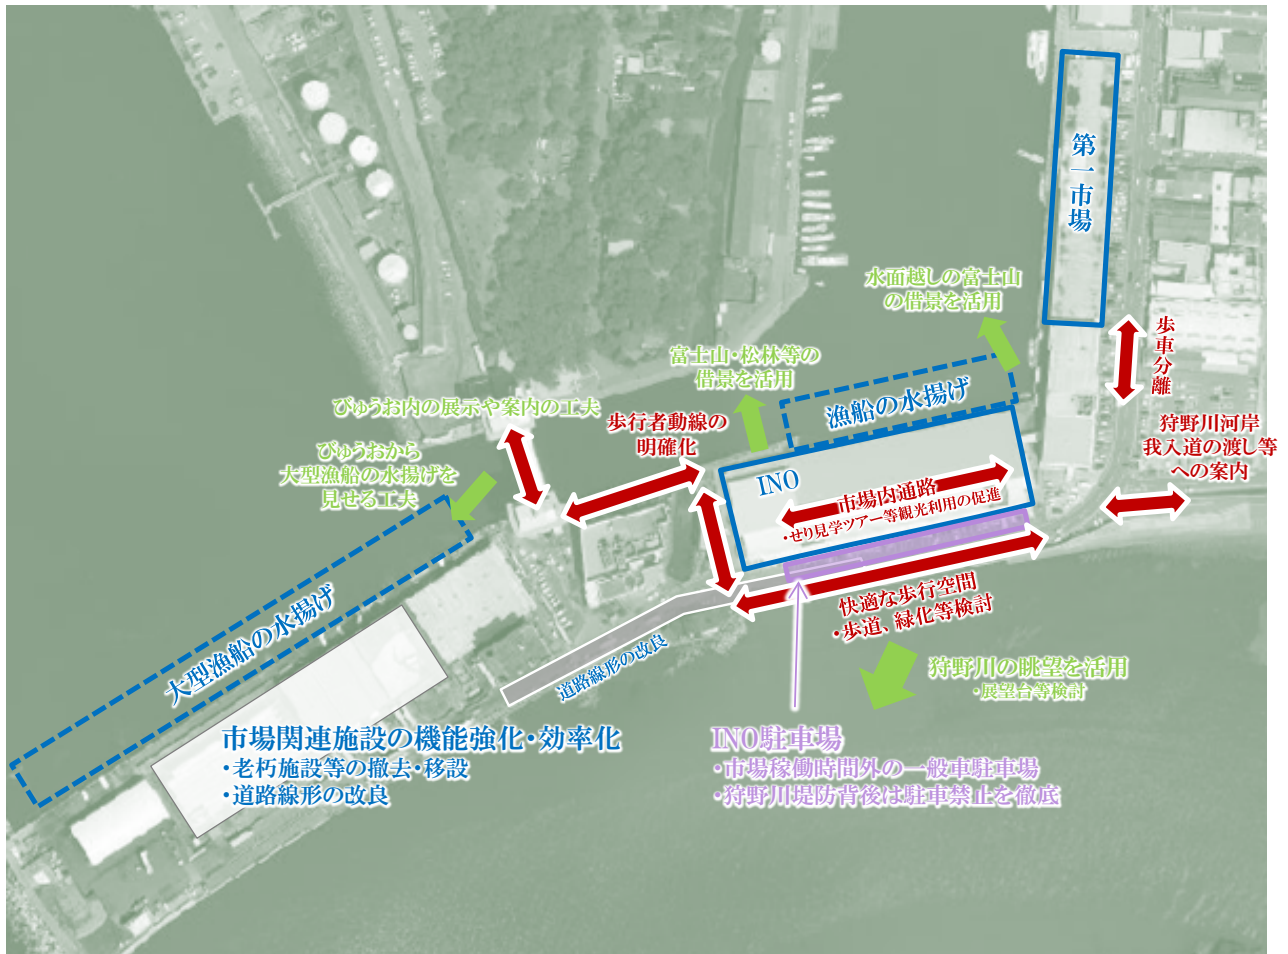 第一市場
水面越しの富士山
の借景を活用
歩車分離
富士山・松林等の
借景を活用
漁船の水揚げ
びゅうお内の展示や案内の工夫
歩行者動線の
明確化
狩野川河岸
我入道の渡し等
への案内
びゅうおから
大型漁船の水揚げを
見せる工夫
INO
市場内通路
・せり見学ツアー等観光利用の促進
快適な歩行空間
・歩道、緑化等検討
大型漁船の水揚げ
道路線形の改良
狩野川の眺望を活用
・展望台等検討
市場関連施設の機能強化・効率化
・老朽施設等の撤去・移設
・道路線形の改良
INO駐車場
・市場稼働時間外の一般車駐車場
・狩野川堤防背後は駐車禁止を徹底